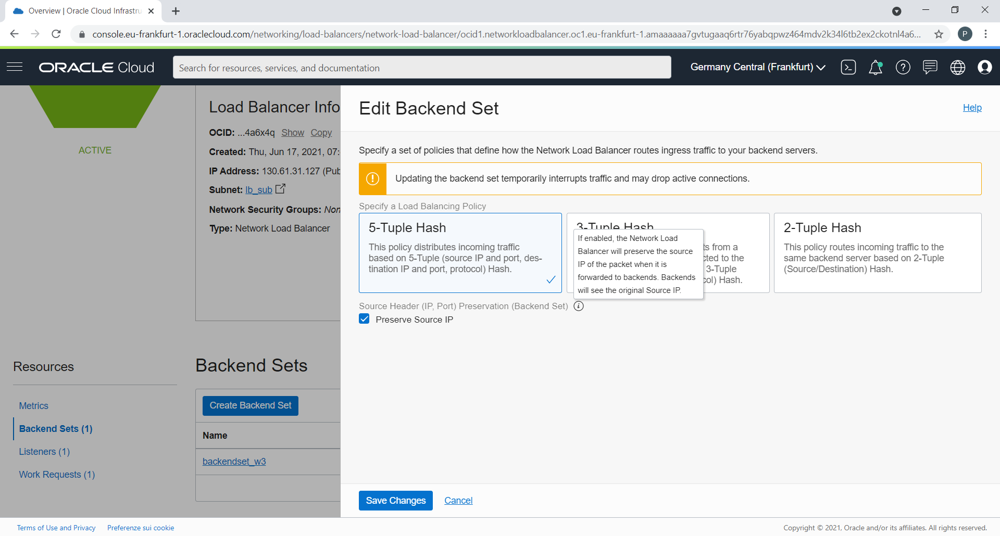 Overview | Oracle Cloud Infrastru
console.eu-frankfurt-1.oraclecloud.com/networking/load-balancers/network-load-balancer/ocid1.networkloadbalancer.oc1.eu-frankfurt-1.amaaaaaa7gvtugaaq6rtr76yabqpwz464mdv2k34l6tb2ex2ckotnl4a6...
P
ORACLE Cloud
Search for resources, services, and documentation
Germany Central (Frankfurt)
ACTIVE
Load Balancer Info
OCID: ...4a6x4q Show Copy
Created: Thu, Jun 17, 2021, 07:
IP Address: 130.61.31.127 (Pub
Subnet: lb_sub
Network Security Groups: Non
Type: Network Load Balancer
Resources
Metrics
Backend Sets (1)
Listeners (1)
Work Requests (1)
Backend Sets
Create Backend Set
Name
backendset_w3
Edit Backend Set
Help
Specify a set of policies that define how the Network Load Balancer routes ingress traffic to your backend servers.
Updating the backend set temporarily interrupts traffic and may drop active connections.
Specify a Load Balancing Policy
5-Tuple Hash
This policy distributes incoming traffic
based on 5-Tuple (source IP and port, des-
tination IP and port, protocol) Hash.
3-Tuple Hash
ts from a
cted to the
3-Tuple
col) Hash.
If enabled, the Network Load
Balancer will preserve the source
IP of the packet when it is
forwarded to backends. Backends
will see the original Source IP.
2-Tuple Hash
This policy routes incoming traffic to the
same backend server based on 2-Tuple
(Source/Destination) Hash.
Source Header (IP, Port) Preservation (Backend Set)
Preserve Source IP
Save Changes
Cancel
Terms of Use and Privacy
Preferenze sui cookie
Copyright © 2021, Oracle and/or its affiliates. All rights reserved.